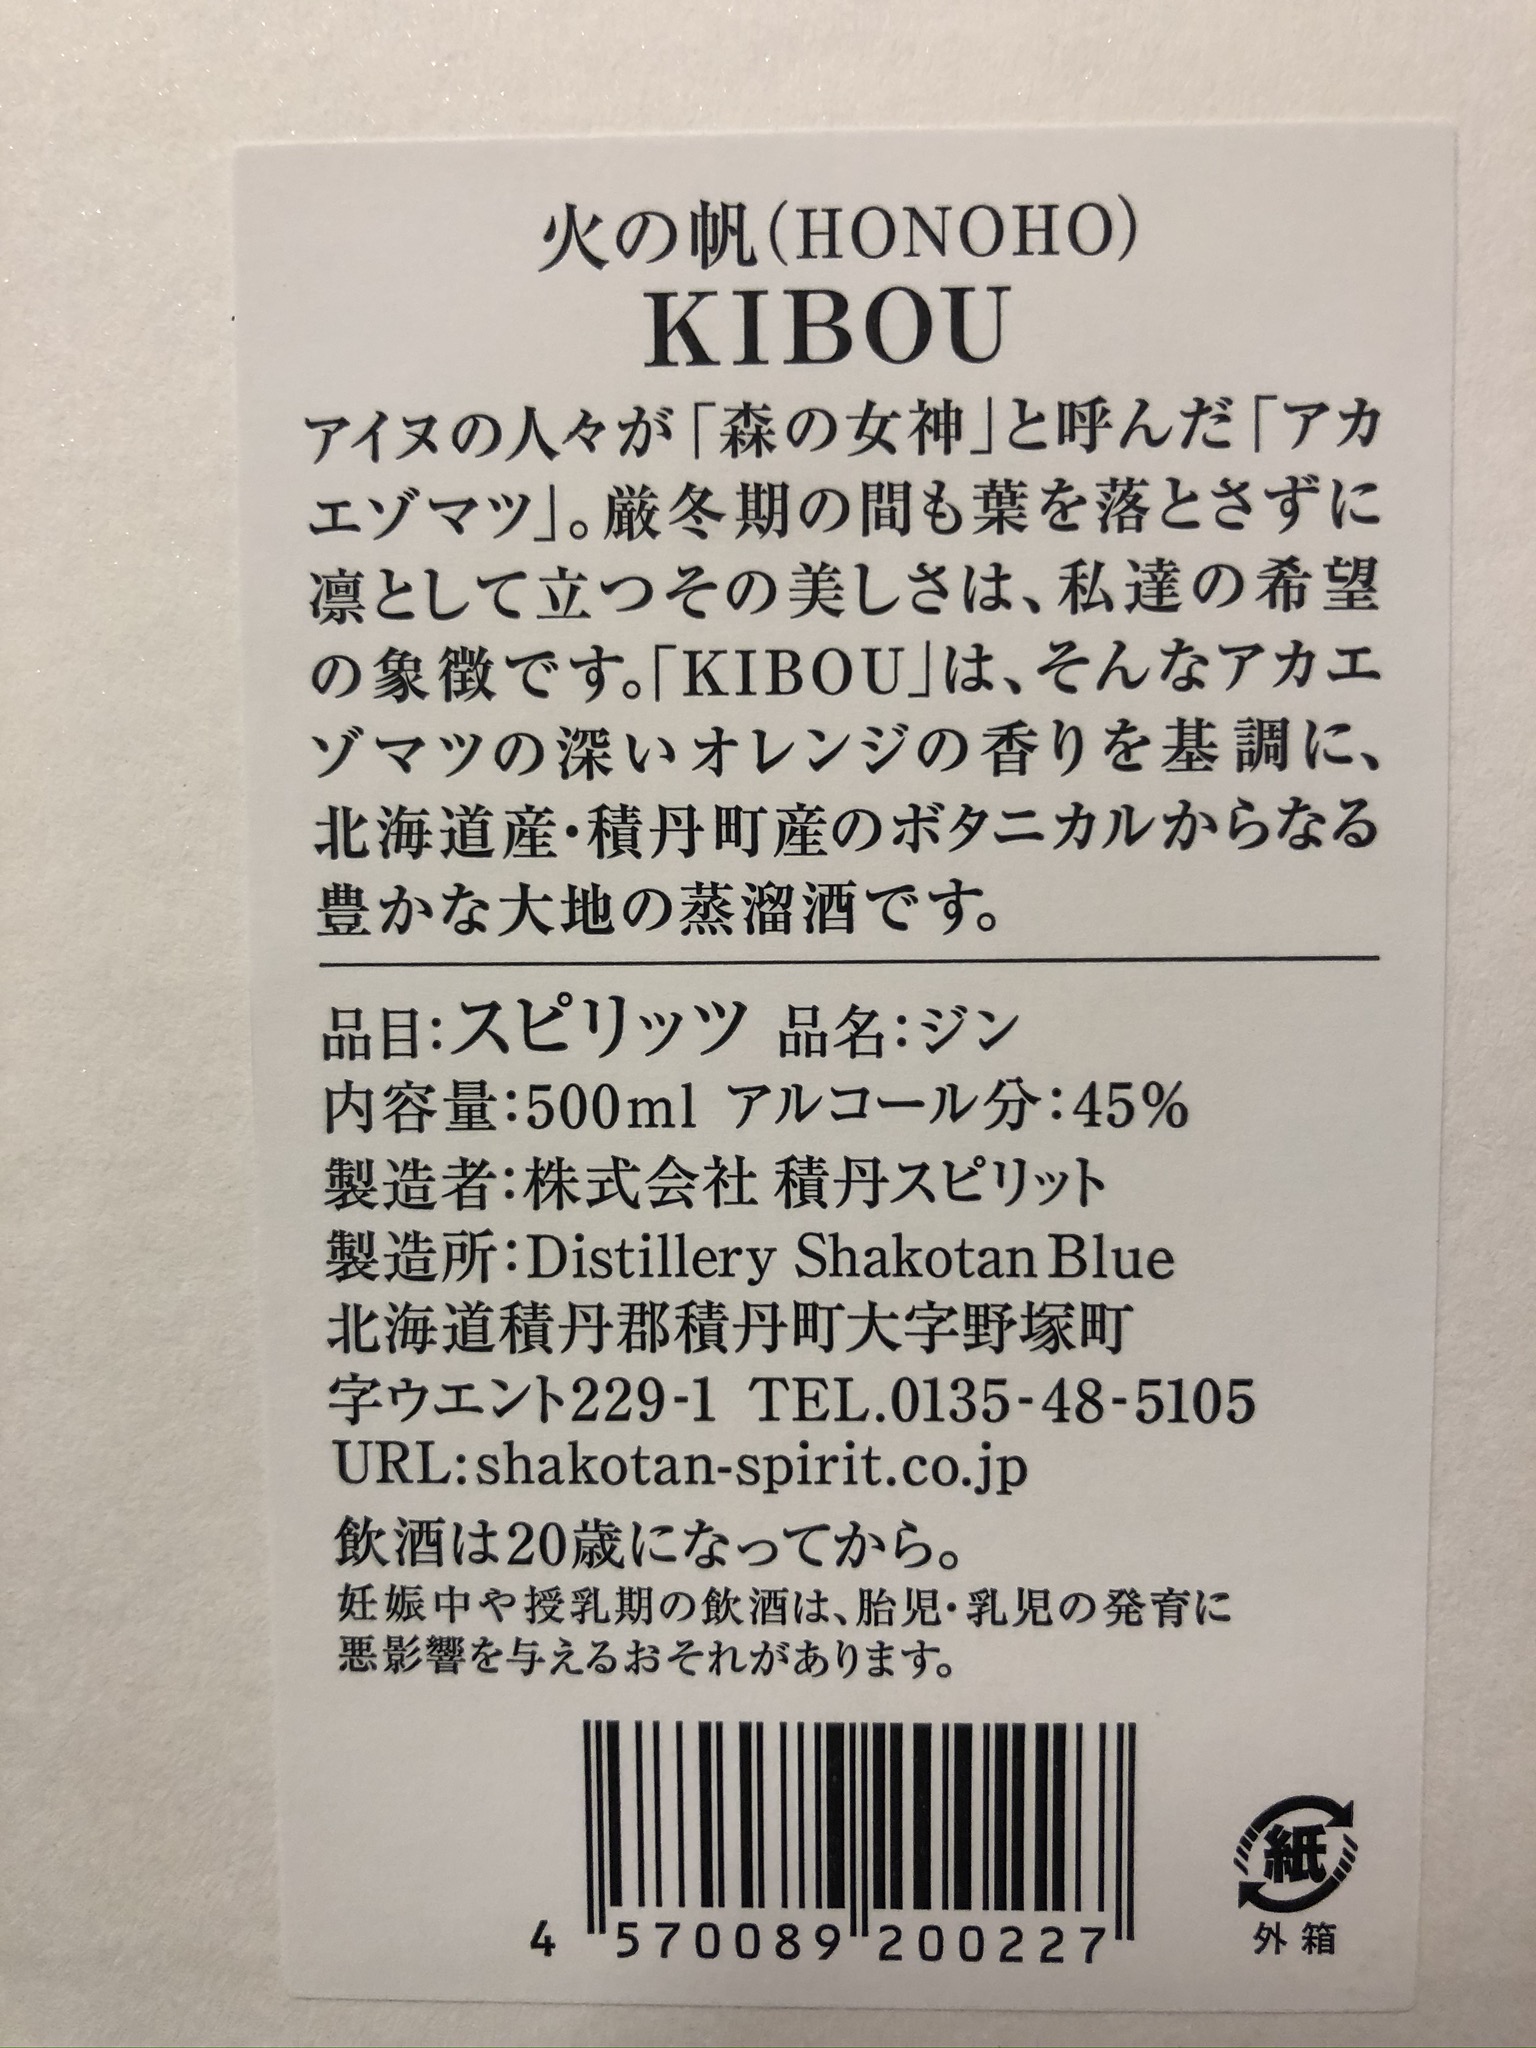 火の帆(HONOHO)
KIBOU
アイヌの人々が「森の女神」と呼んだ「アカ
エゾマツ」。厳冬期の間も葉を落とさずに
凛として立つその美しさは、私達の希望
の象徴です。「KIBOU」は、そんなアカエ
ゾマツの深いオレンジの香りを基調に、
北海道産・積丹町産のボタニカルからなる
豊かな大地の蒸溜酒です。
品目:スピリッツ 品名:ジン
内容量:500ml アルコール分:45%
製造者:株式会社 積丹スピリット
製造所:Distillery Shakotan Blue
北海道積丹郡積丹町大字野塚町
字ウエント229-1 TEL.0135-48-5105
URL:shakotan-spirit.co.jp
飲酒は20歳になってから。
妊娠中や授乳期の飲酒は、胎児・乳児の発育に
悪影響を与えるおそれがあります。
4 570089 200227
紙
外箱